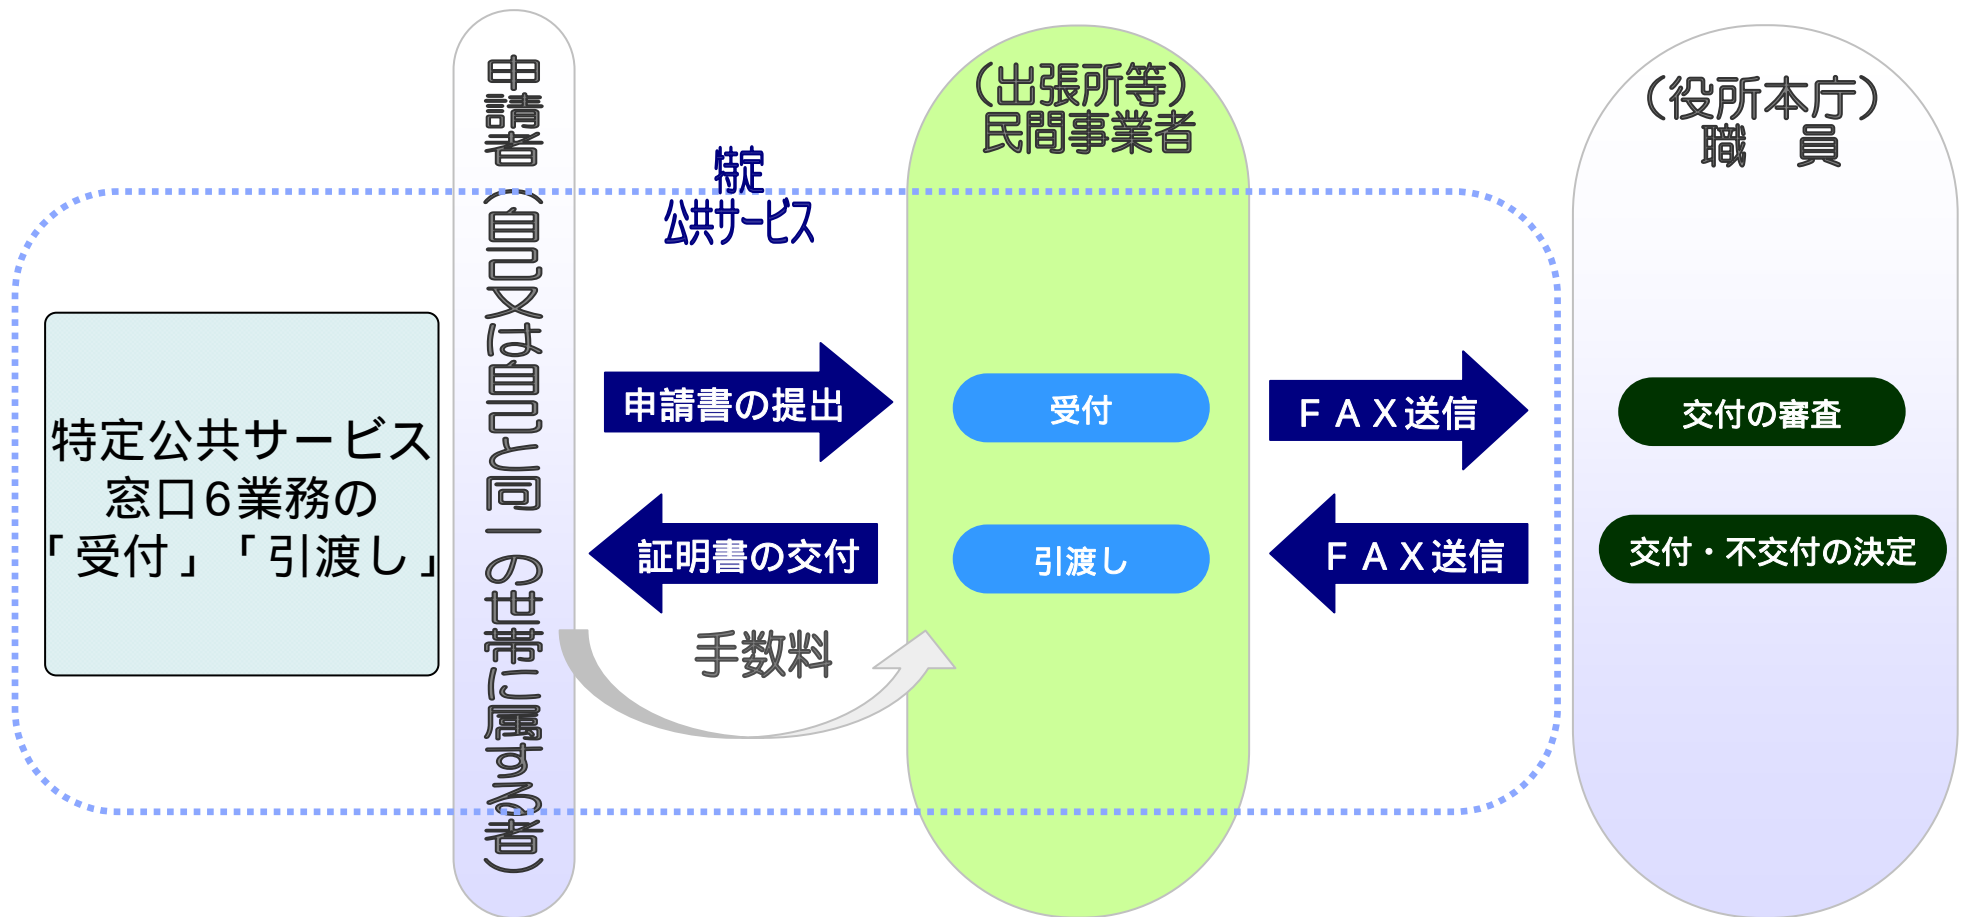 特定公共サービス
窓口6業務の
「受付」「引渡し」
申請者（自己又は自己と同一の世帯に属する者）
特定
公共サービス
申請書の提出
証明書の交付
手数料
（出張所等）
民間事業者
受付
引渡し
ＦＡＸ送信
ＦＡＸ送信
（役所本庁）
職　員
交付の審査
交付・不交付の決定